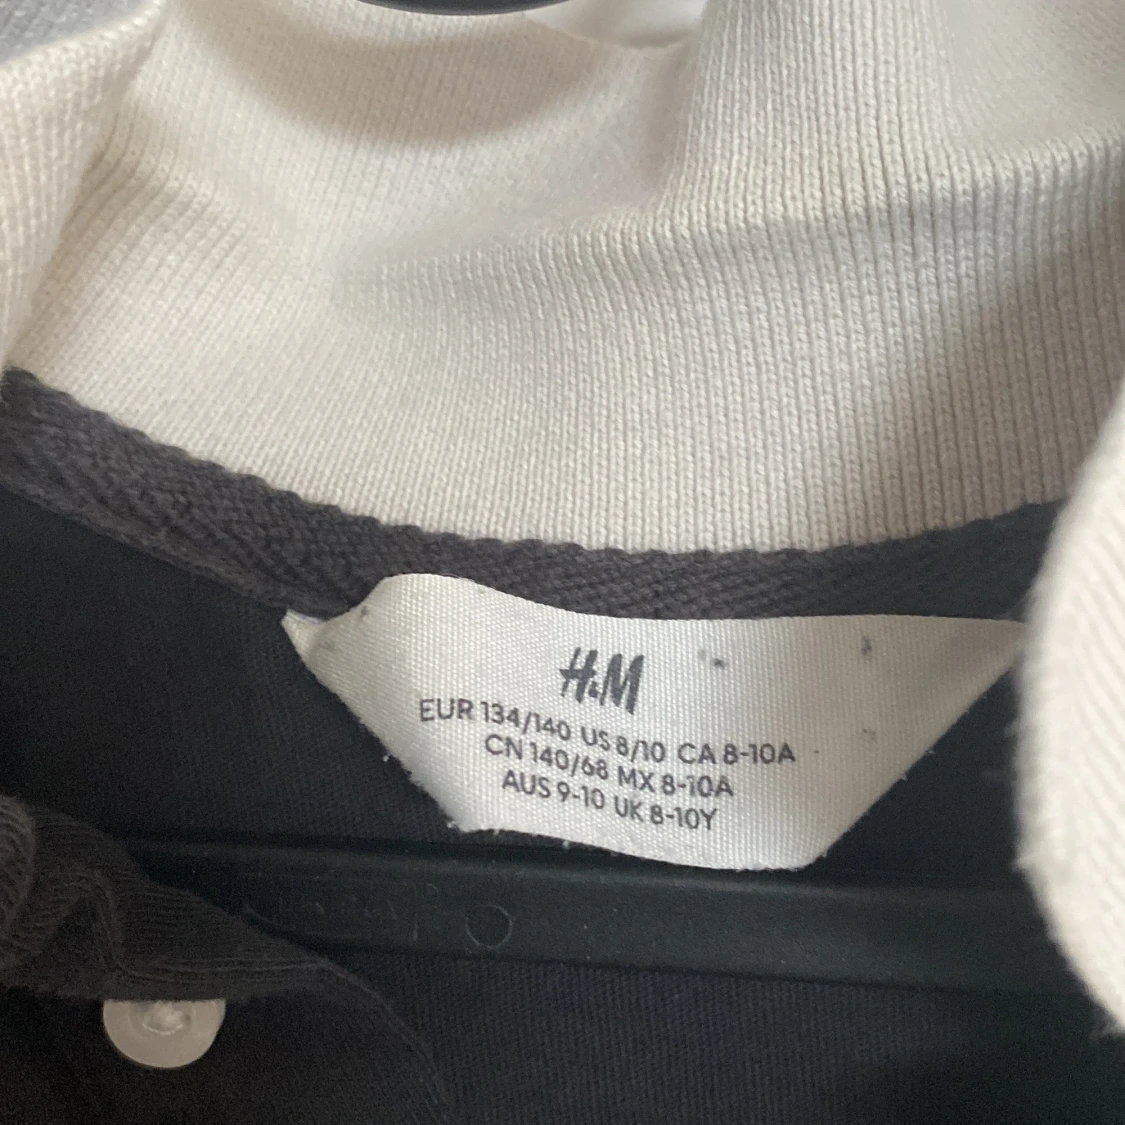 H&M
EUR 134/140 US 8/10 CA 8-10A
CN 140/68 MX 8-10A
AUS 9-10 UK 8-10Y